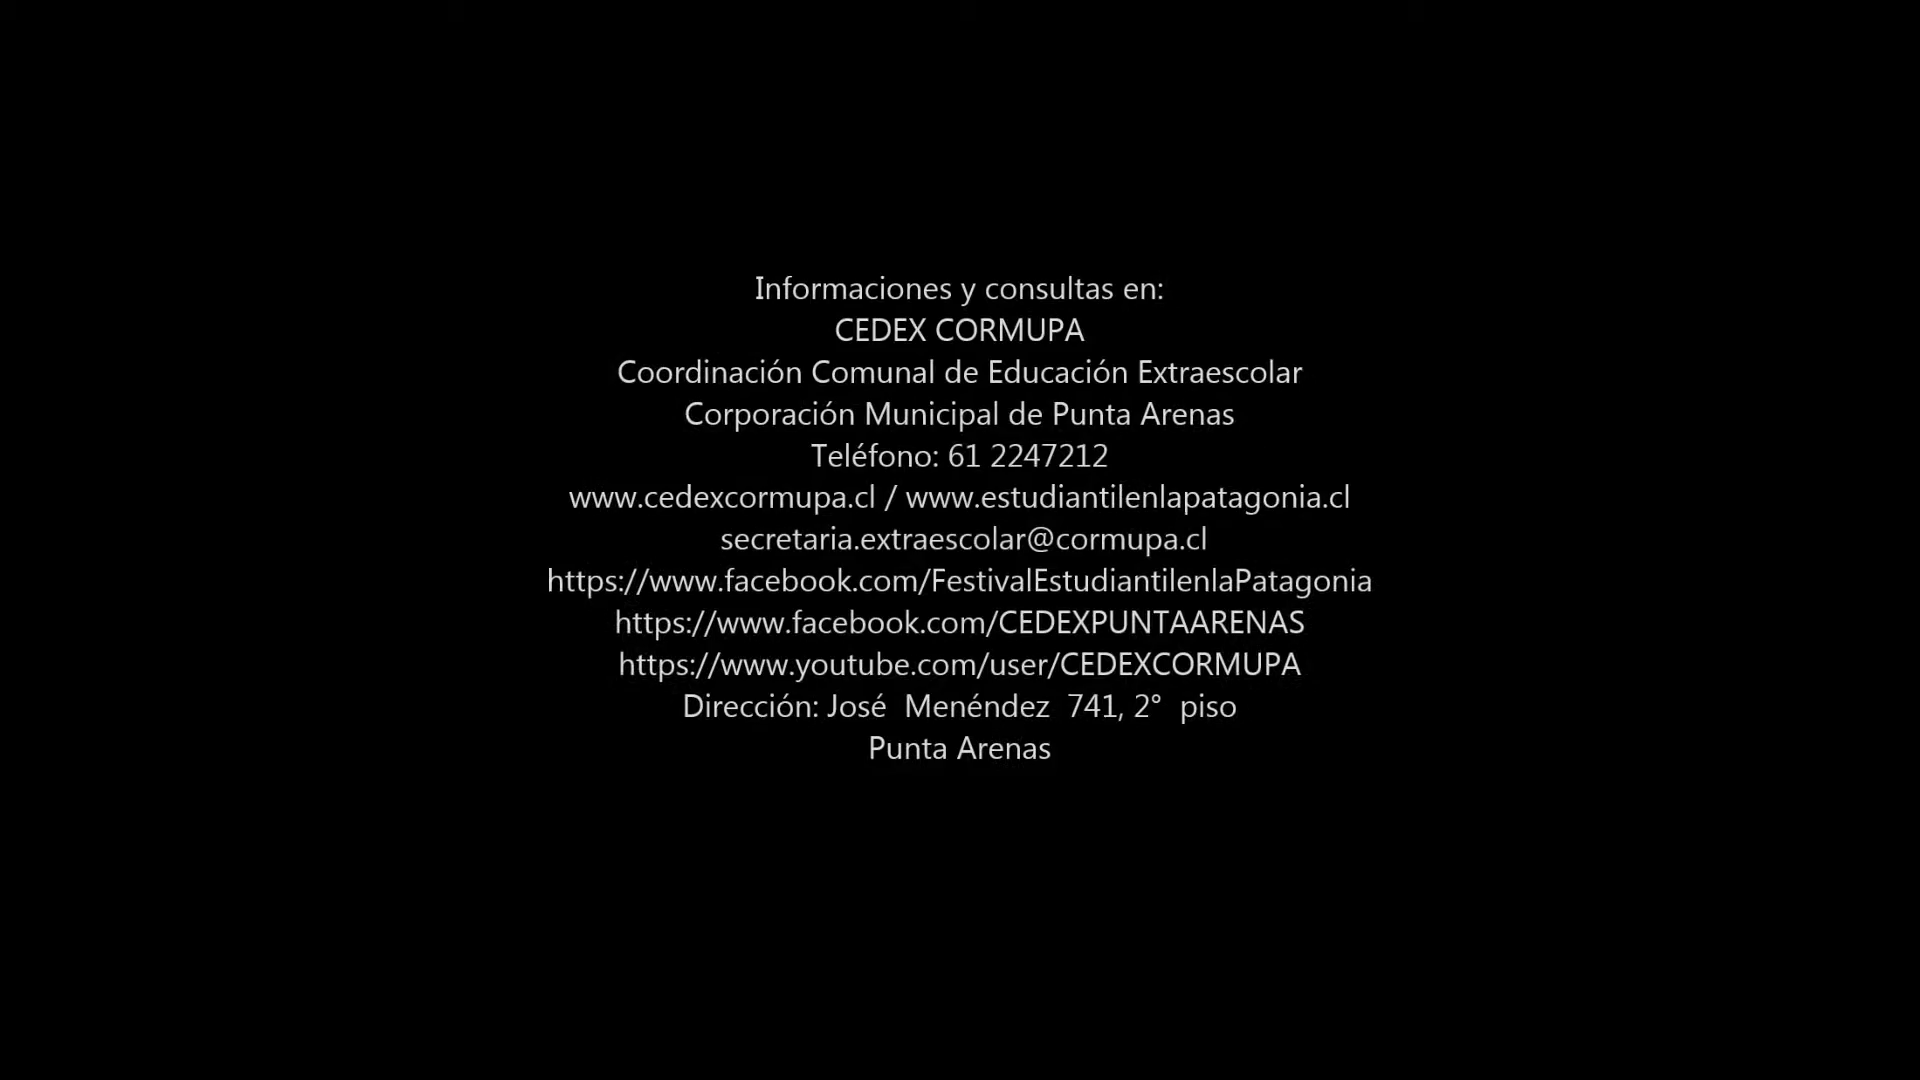 Informaciones y consultas en:
CEDEX CORMUPA
Coordinación Comunal de Educación Extraescolar
Corporación Municipal de Punta Arenas
Teléfono: 61 2247212
www.cedexcormupa.cl / www.estudiantilenlapatagonia.cl
secretaria.extraescolar@cormupa.cl
https://www.facebook.com/FestivalEstudiantilenlaPatagonia
https://www.facebook.com/CEDEXPUNTAARENAS
https://www.youtube.com/user/CEDEXCORMUPA
Dirección: José  Menéndez  741, 2°  piso
Punta Arenas